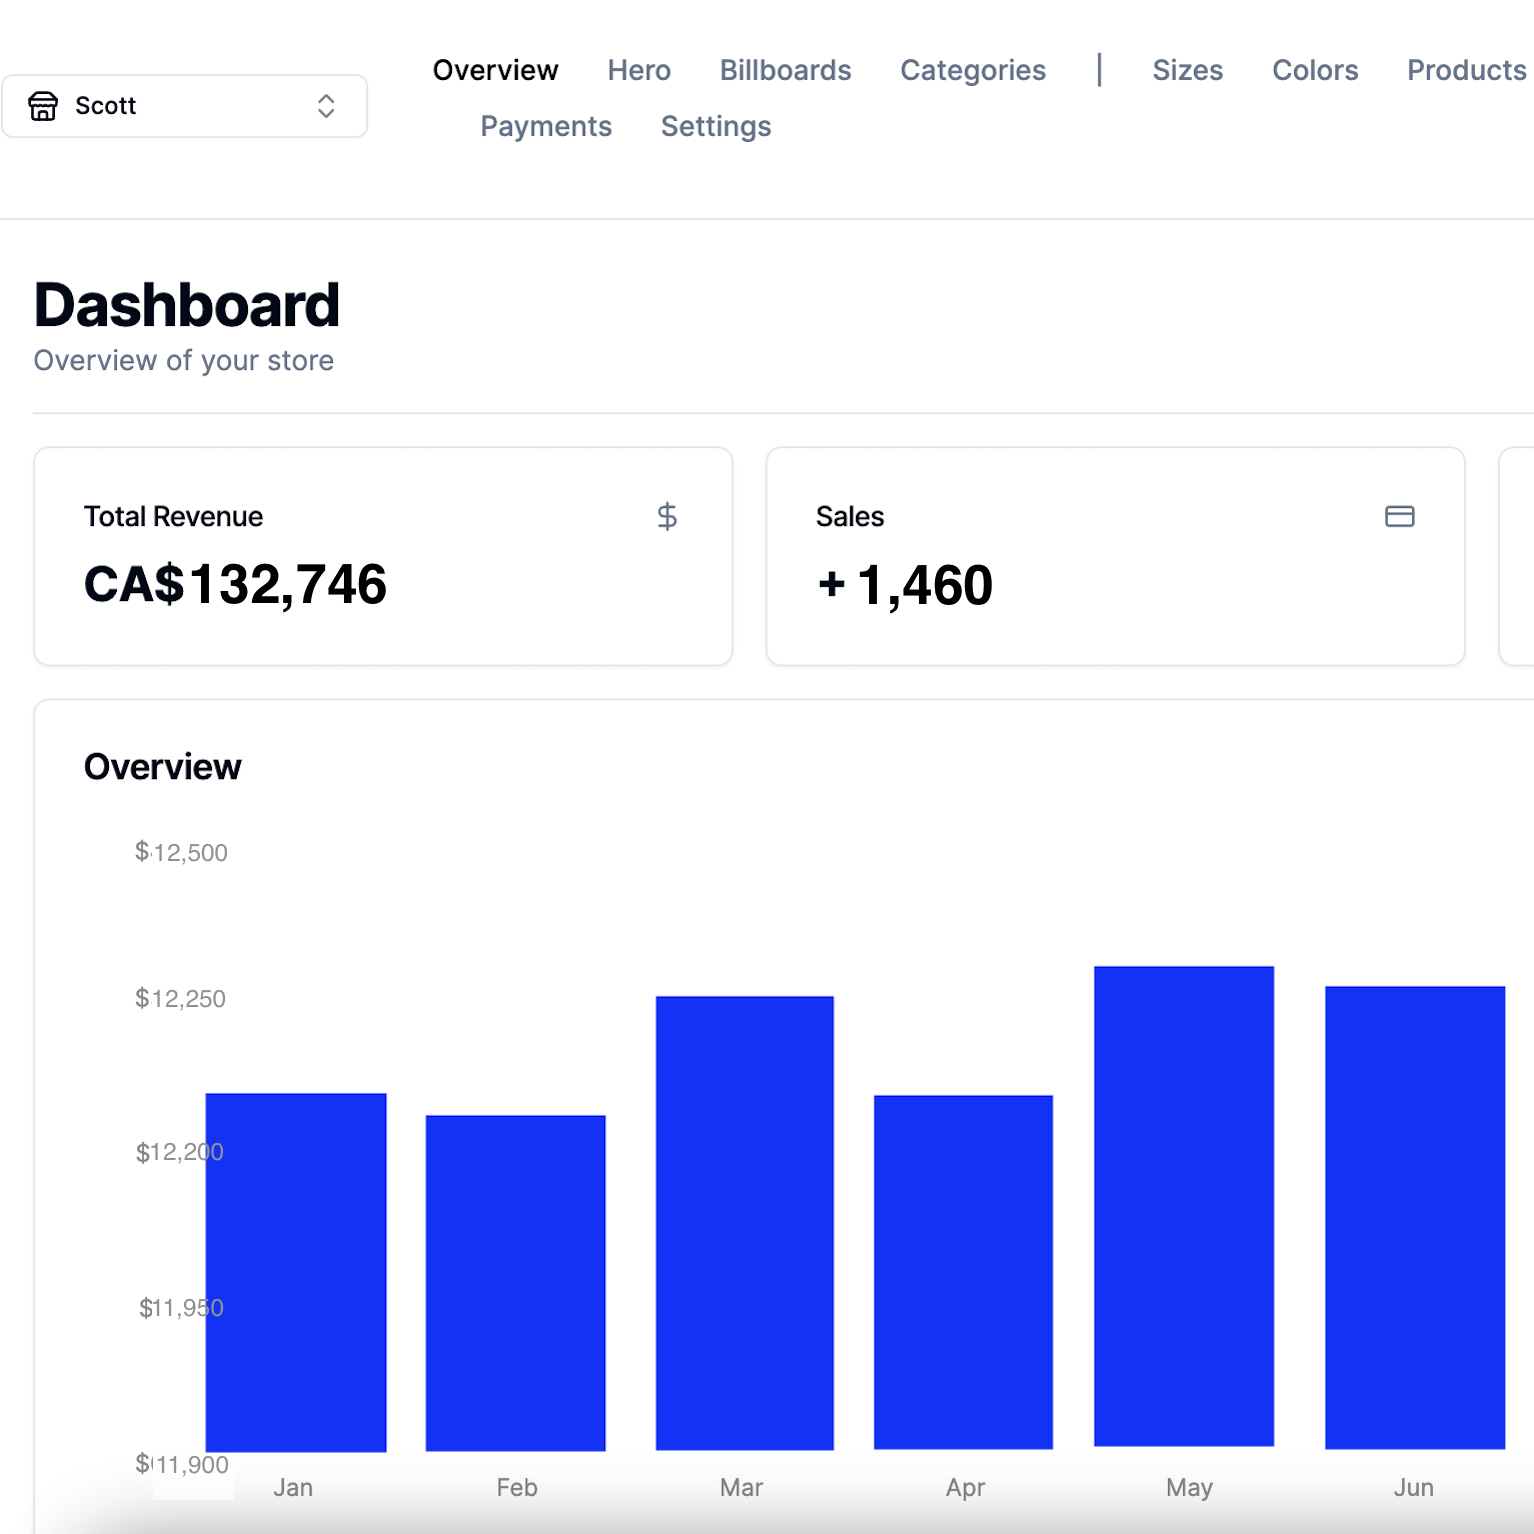 Scott
Overview Hero Billboards Categories | Sizes Colors Products
Payments Settings
Dashboard
Overview of your store
Total Revenue $
CA$132,746
Sales
+ 1,460
Overview
$12,500
$12,250
$12,200
$11,950
$11,900
Jan Feb Mar Apr May Jun